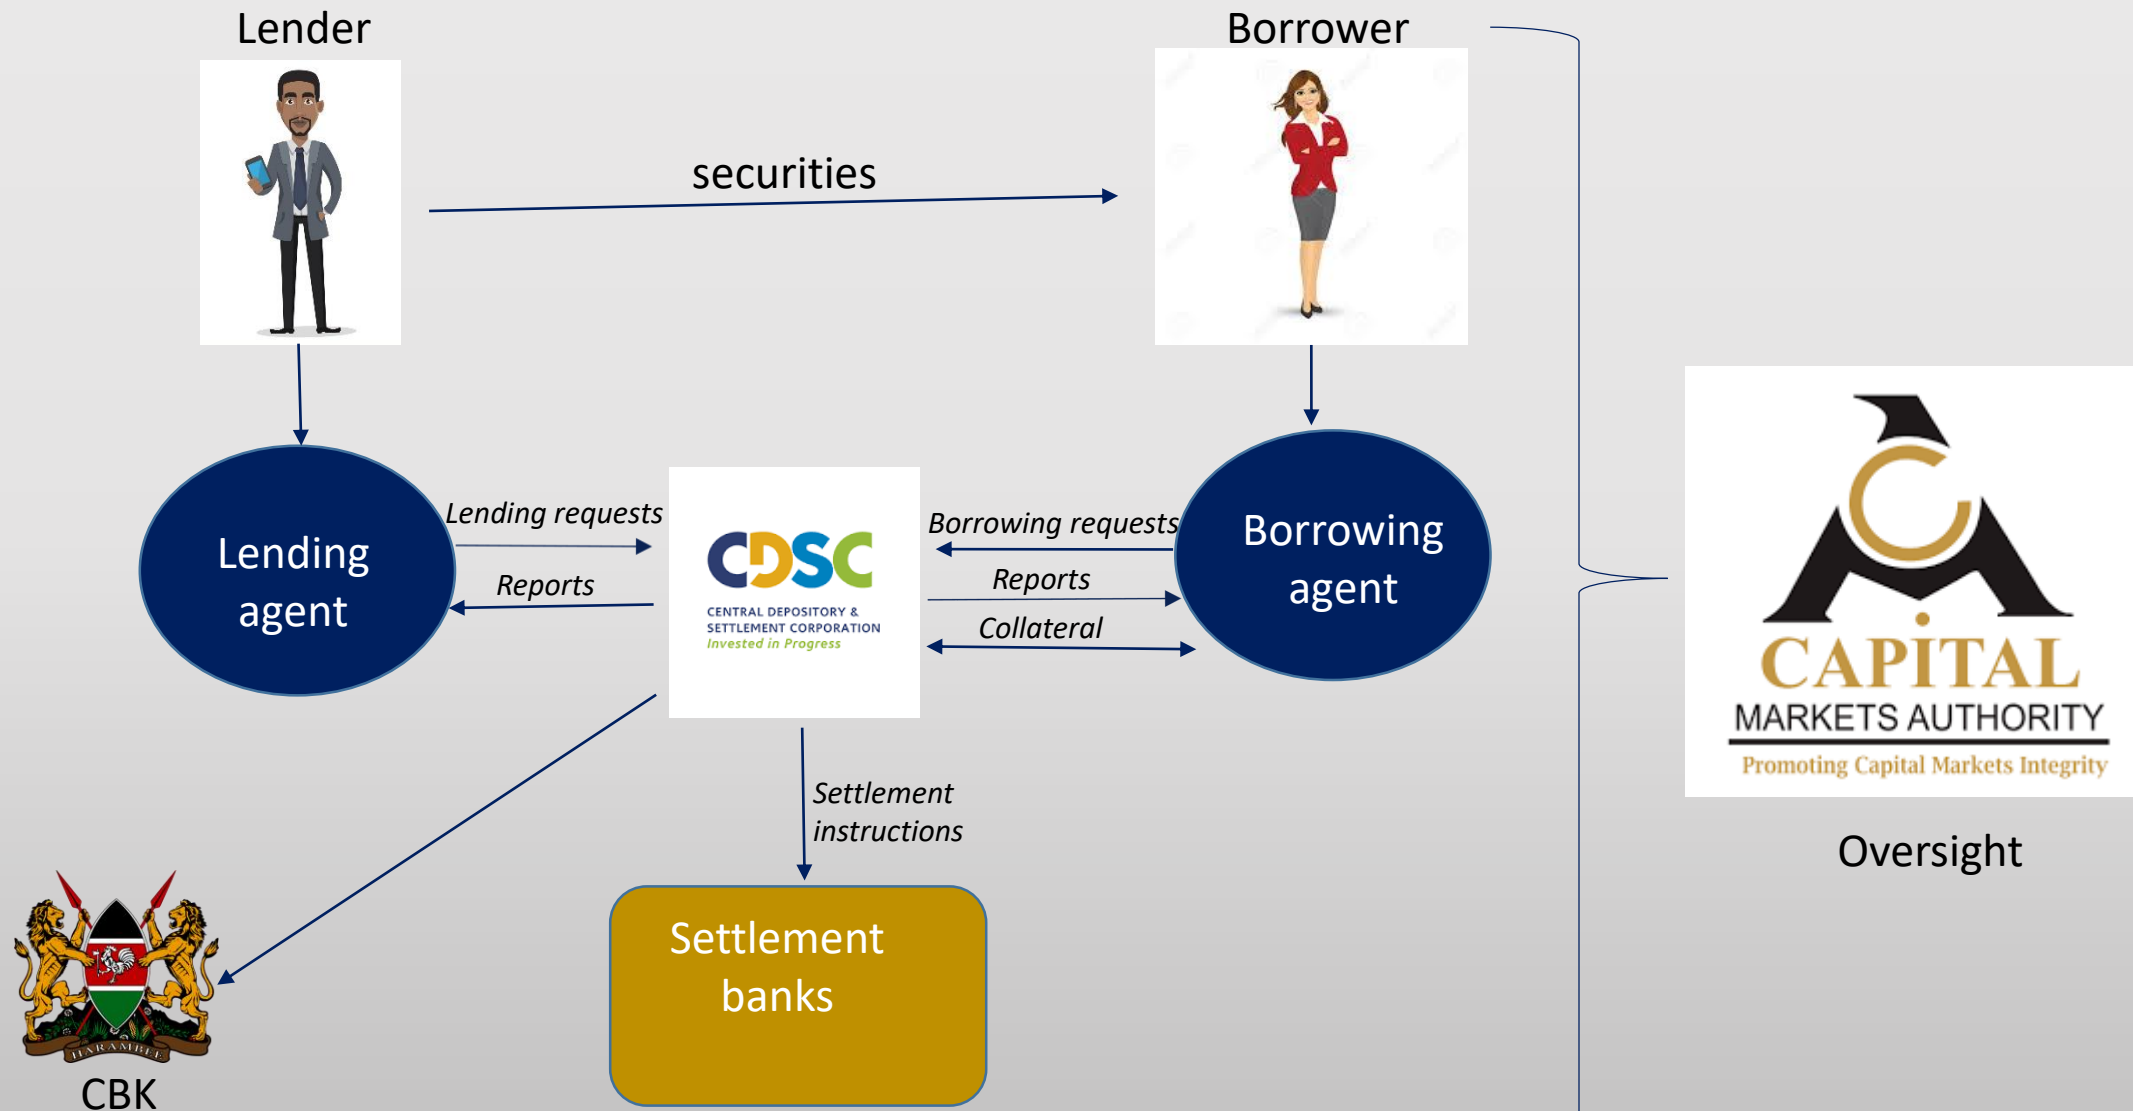 Lender
Borrower
securities
Lending requests
Borrowing requests
Lending
agent
CDSC
CENTRAL DEPOSITORY &
SETTLEMENT CORPORATION
Invested in Progress
Borrowing
agent
Reports
Reports
Collateral
CAPITAL
MARKETS AUTHORITY
Promoting Capital Markets Integrity
Oversight
Settlement
instructions
Settlement
banks
HARAMBEE
CBK